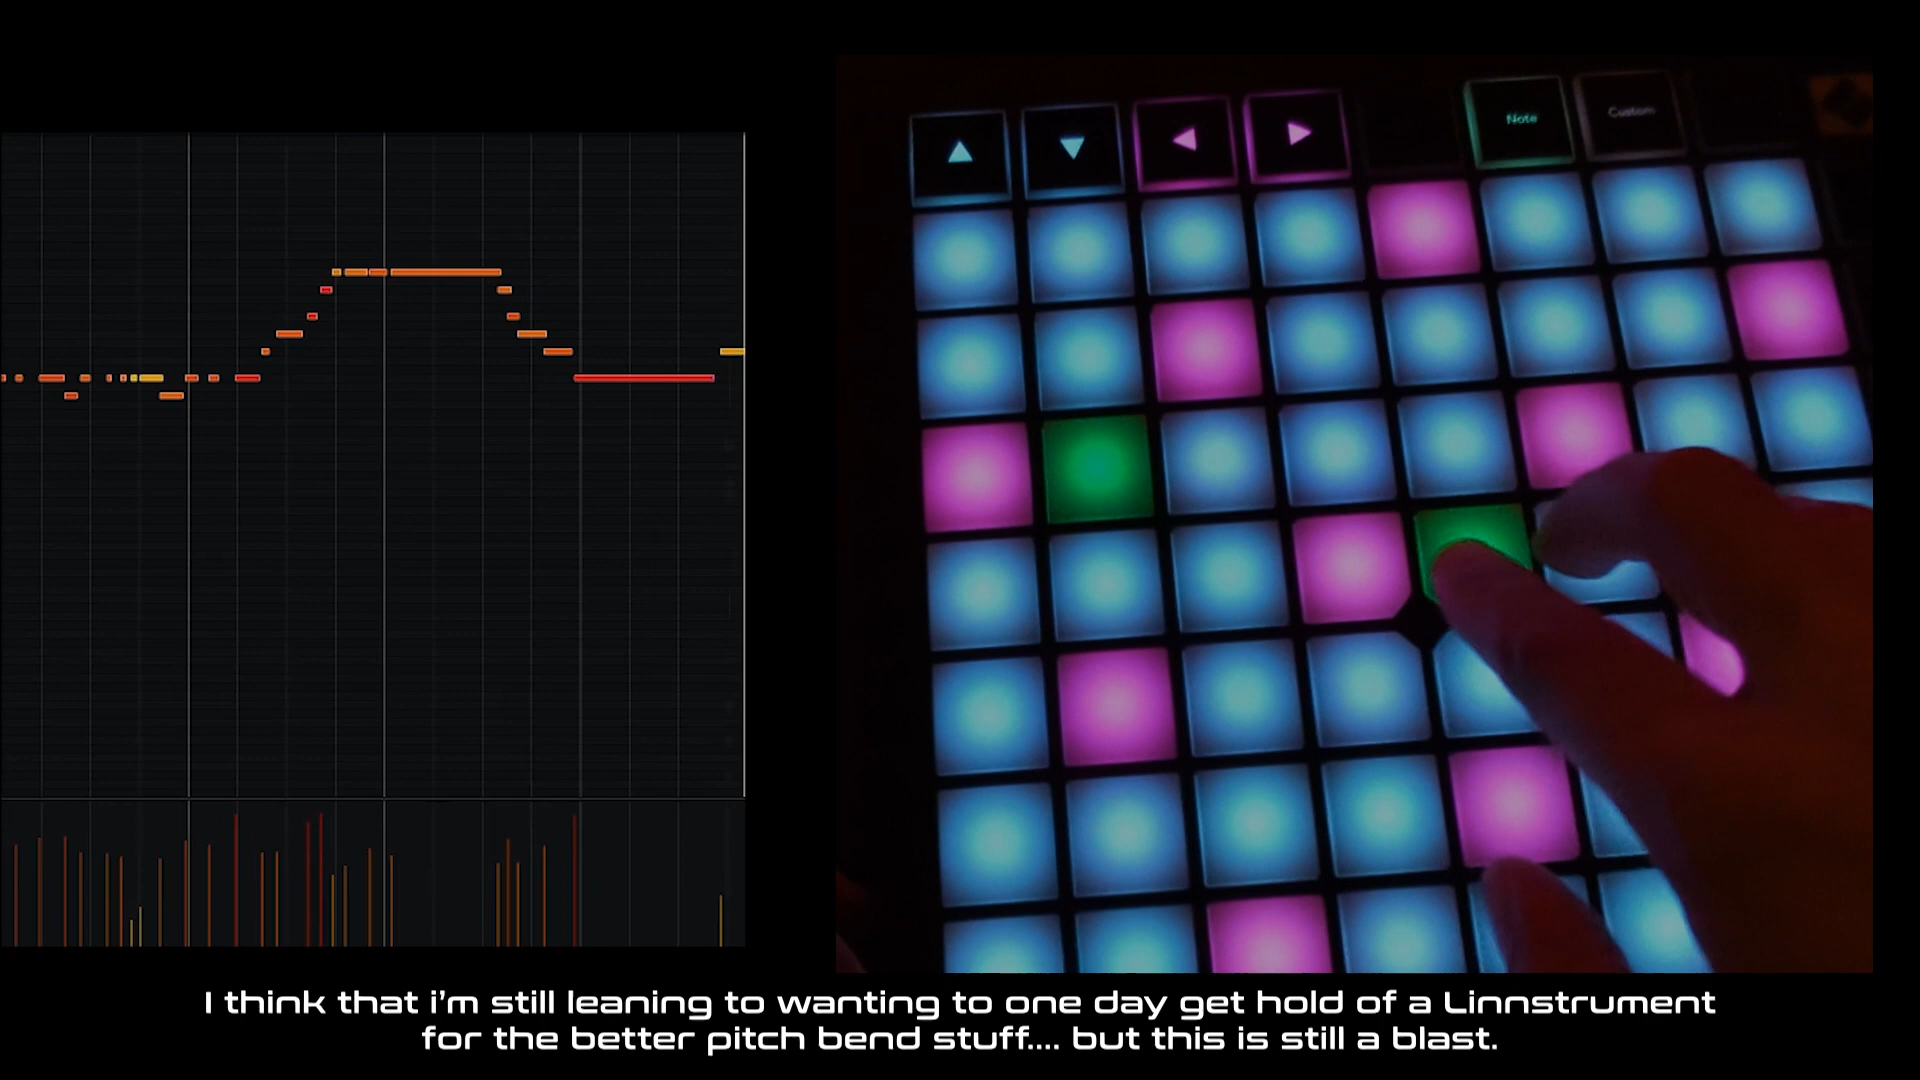 Note
Custom
I think that i'm still leaning to wanting to one day get hold of a Linnstrument
for the better pitch bend stuff.... but this is still a blast.